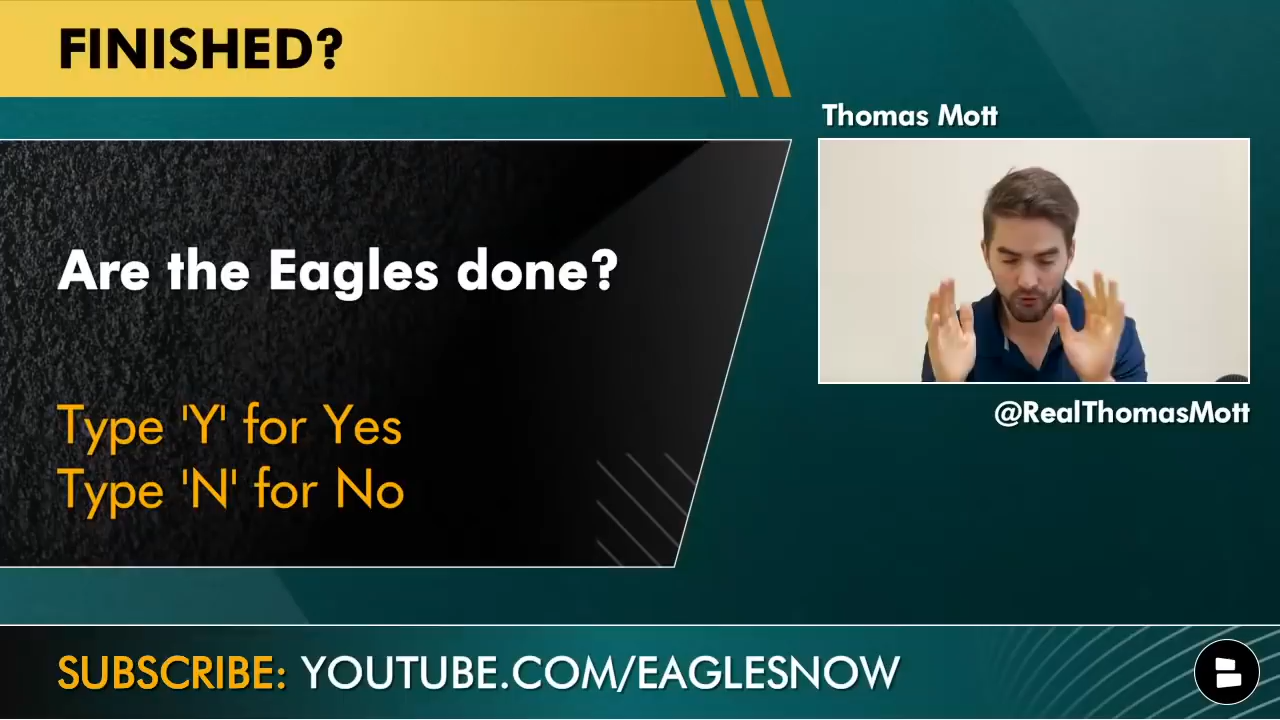 FINISHED?
Thomas Mott
Are the Eagles done?
@RealThomasMott
Type 'Y' for Yes
Type 'N' for No
SUBSCRIBE: YOUTUBE.COM/EAGLESNOW